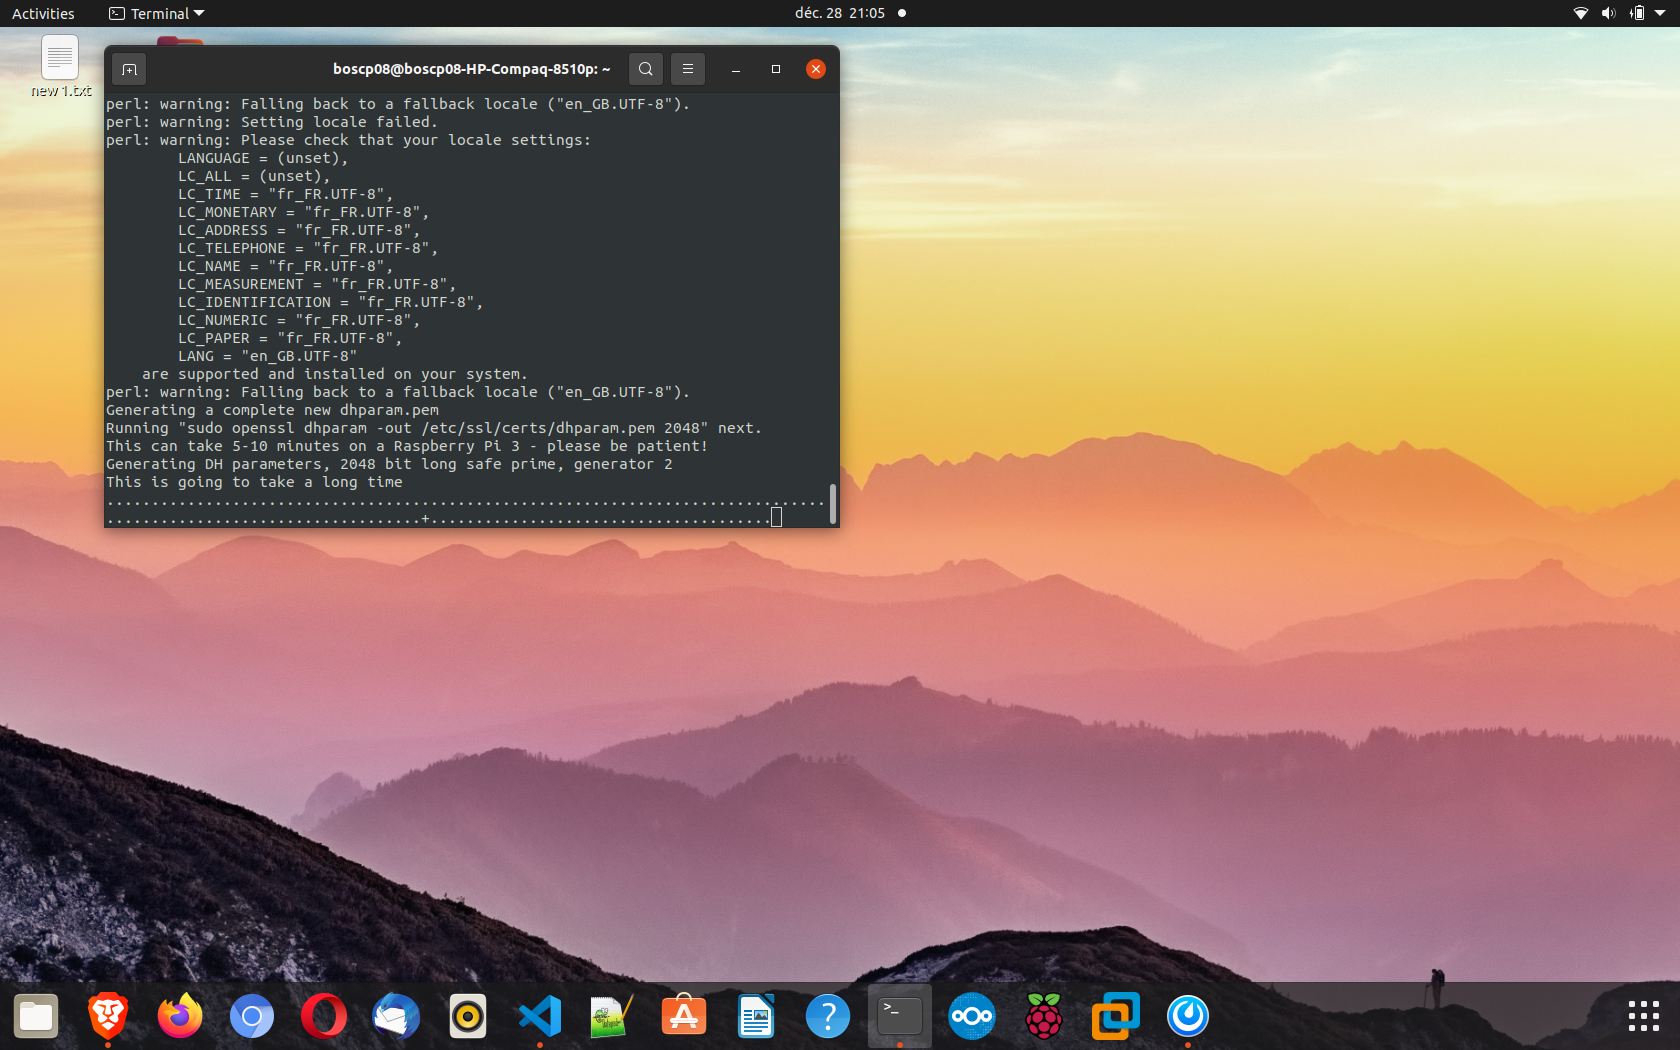 Activities
Terminal
déc. 28 21:05
new 1.txt
boscp08@boscp08-HP-Compaq-8510p: ~
perl: warning: Falling back to a fallback locale ("en_GB.UTF-8").
perl: warning: Setting locale failed.
perl: warning: Please check that your locale settings:
        LANGUAGE = (unset),
        LC_ALL = (unset),
        LC_TIME = "fr_FR.UTF-8",
        LC_MONETARY = "fr_FR.UTF-8",
        LC_ADDRESS = "fr_FR.UTF-8",
        LC_TELEPHONE = "fr_FR.UTF-8",
        LC_NAME = "fr_FR.UTF-8",
        LC_MEASUREMENT = "fr_FR.UTF-8",
        LC_IDENTIFICATION = "fr_FR.UTF-8",
        LC_NUMERIC = "fr_FR.UTF-8",
        LC_PAPER = "fr_FR.UTF-8",
        LANG = "en_GB.UTF-8"
    are supported and installed on your system.
perl: warning: Falling back to a fallback locale ("en_GB.UTF-8").
Generating a complete new dhparam.pem
Running "sudo openssl dhparam -out /etc/ssl/certs/dhparam.pem 2048" next.
This can take 5-10 minutes on a Raspberry Pi 3 - please be patient!
Generating DH parameters, 2048 bit long safe prime, generator 2
This is going to take a long time
................................................................................
...................................+......................................